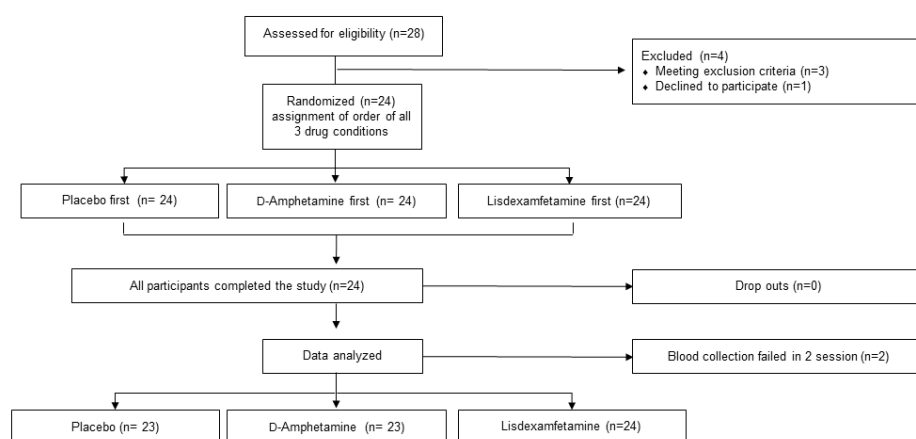 Assessed for eligibility (n=28)
Excluded (n=4)
♦ Meeting exclusion criteria (n=3)
♦ Declined to participate (n=1)
Randomized (n=24)
assignment of order of all
3 drug conditions
Placebo first (n= 24)
D-Amphetamine first (n= 24)
Lisdexamfetamine first (n=24)
All participants completed the study (n=24)
Drop outs (n=0)
Data analyzed
Blood collection failed in 2 session (n=2)
Placebo (n= 23)
D-Amphetamine (n= 23)
Lisdexamfetamine (n=24)